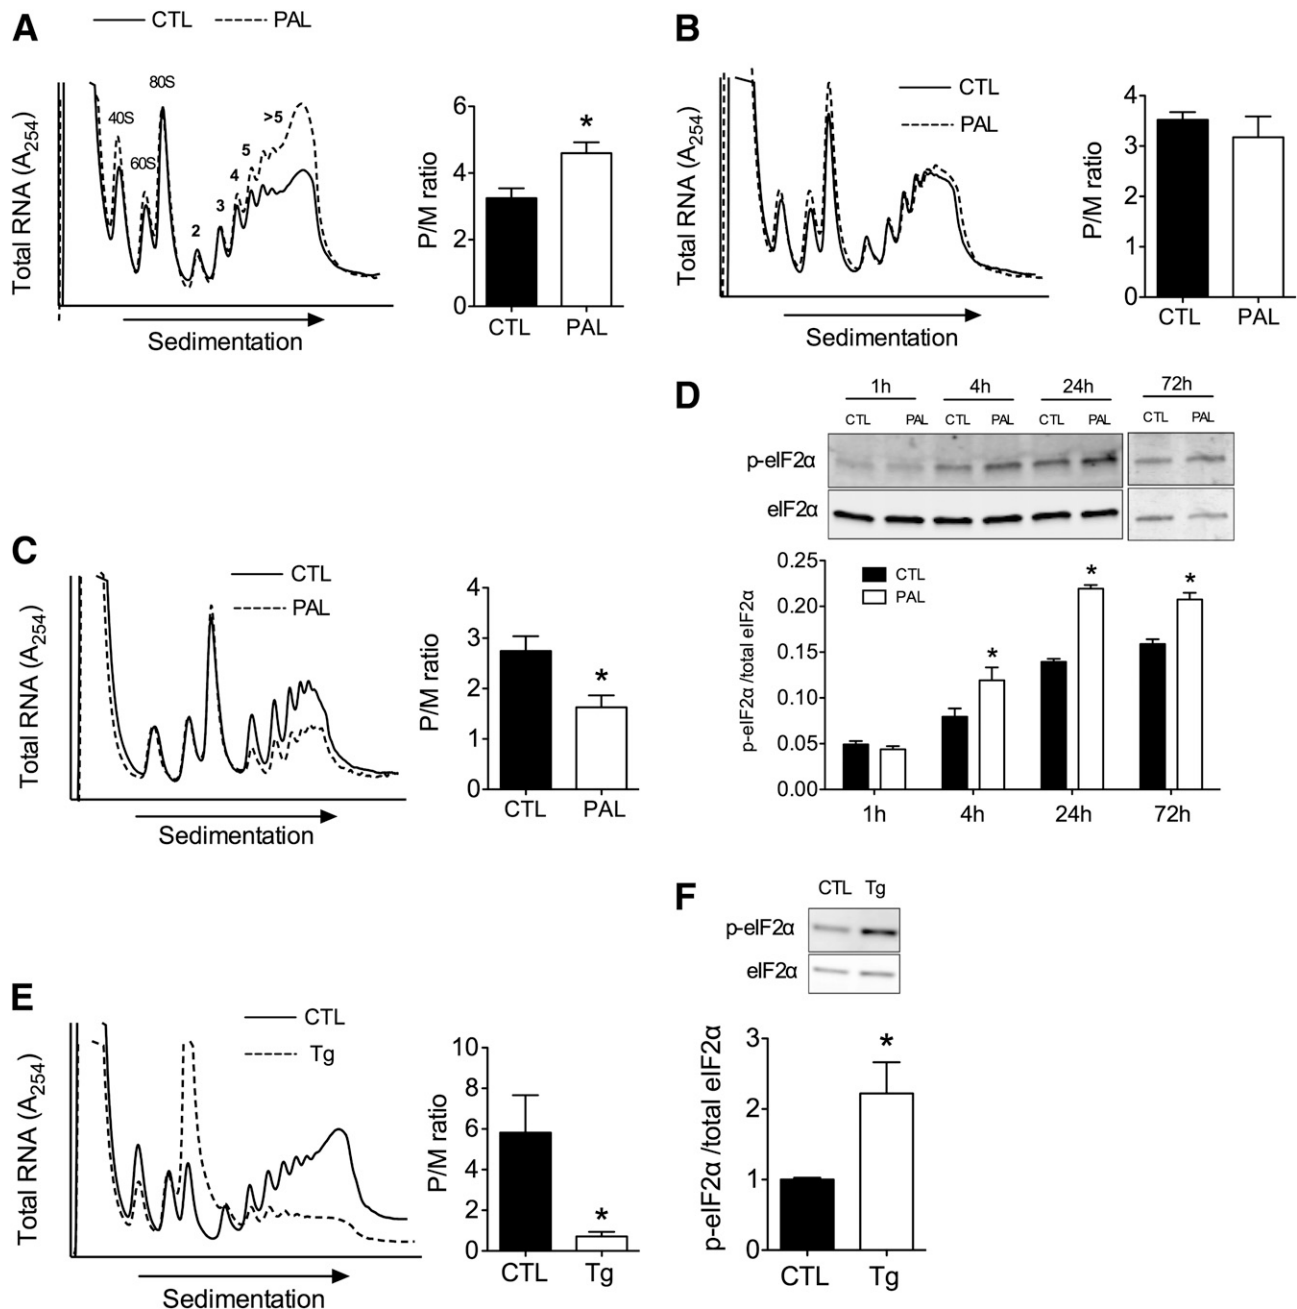 A
CTL PAL
Total RNA (A254)
40S
60S
80S
2
3
4
5
>5
Sedimentation
P/M ratio
6
4
2
0
*
CTL PAL
B
CTL
PAL
Total RNA (A254)
Sedimentation
P/M ratio
4
3
2
1
0
CTL PAL
C
CTL
PAL
Total RNA (A254)
Sedimentation
P/M ratio
4
3
2
1
0
*
CTL PAL
D
1h 4h 24h 72h
CTL PAL CTL PAL CTL PAL CTL PAL
p-eIF2α
eIF2α
CTL
PAL
p-eIF2α /total eIF2α
0.25
0.20
0.15
0.10
0.05
0.00
* * *
1h 4h 24h 72h
E
CTL
Tg
Total RNA (A254)
Sedimentation
P/M ratio
10
8
6
4
2
0
*
CTL Tg
F
CTL Tg
p-eIF2α
eIF2α
p-eIF2α /total eIF2α
3
2
1
0
*
CTL Tg